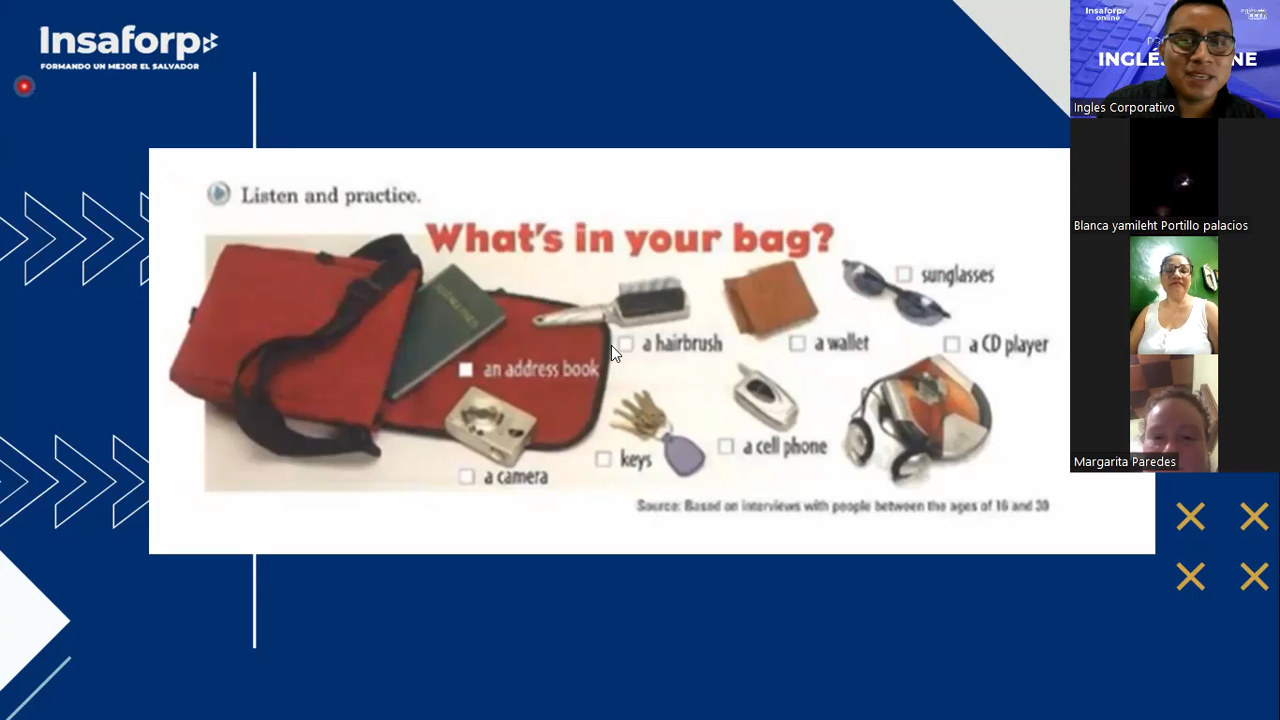 Insaforp
FORMANDO UN MEJOR EL SALVADOR
Listen and practice.
What's in your bag?
sunglasses
a hairbrush
a wallet
a CD player
an address book
a cell phone
keys
a camera
Source: Based on interviews with people between the ages of 16 and 30
Insaforp
online
Ingles Corporativo
Blanca yamileht Portillo palacios
Margarita Paredes